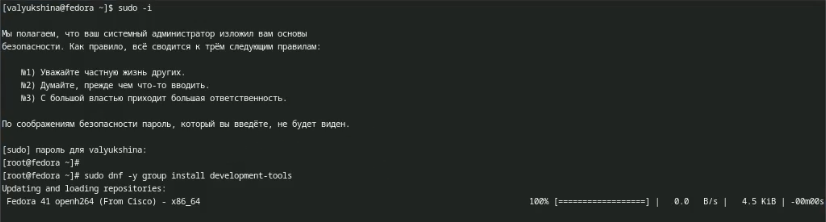 [valyukshina@fedora ~]$ sudo -i
Мы полагаем, что ваш системный администратор изложил вам основы
безопасности. Как правило, всё сводится к трём следующим правилам:
№1) Уважайте частную жизнь других.
№2) Думайте, прежде чем что-то вводить.
№3) С большой властью приходит большая ответственность.
По соображениям безопасности пароль, который вы введёте, не будет виден.
[sudo] пароль для valyukshina:
[root@fedora ~]#
[root@fedora ~]# sudo dnf -y group install development-tools
Updating and loading repositories:
Fedora 41 openh264 (From Cisco) - x86_64 100% [==================] | 0.0 B/s | 4.5 KiB | -00m00s